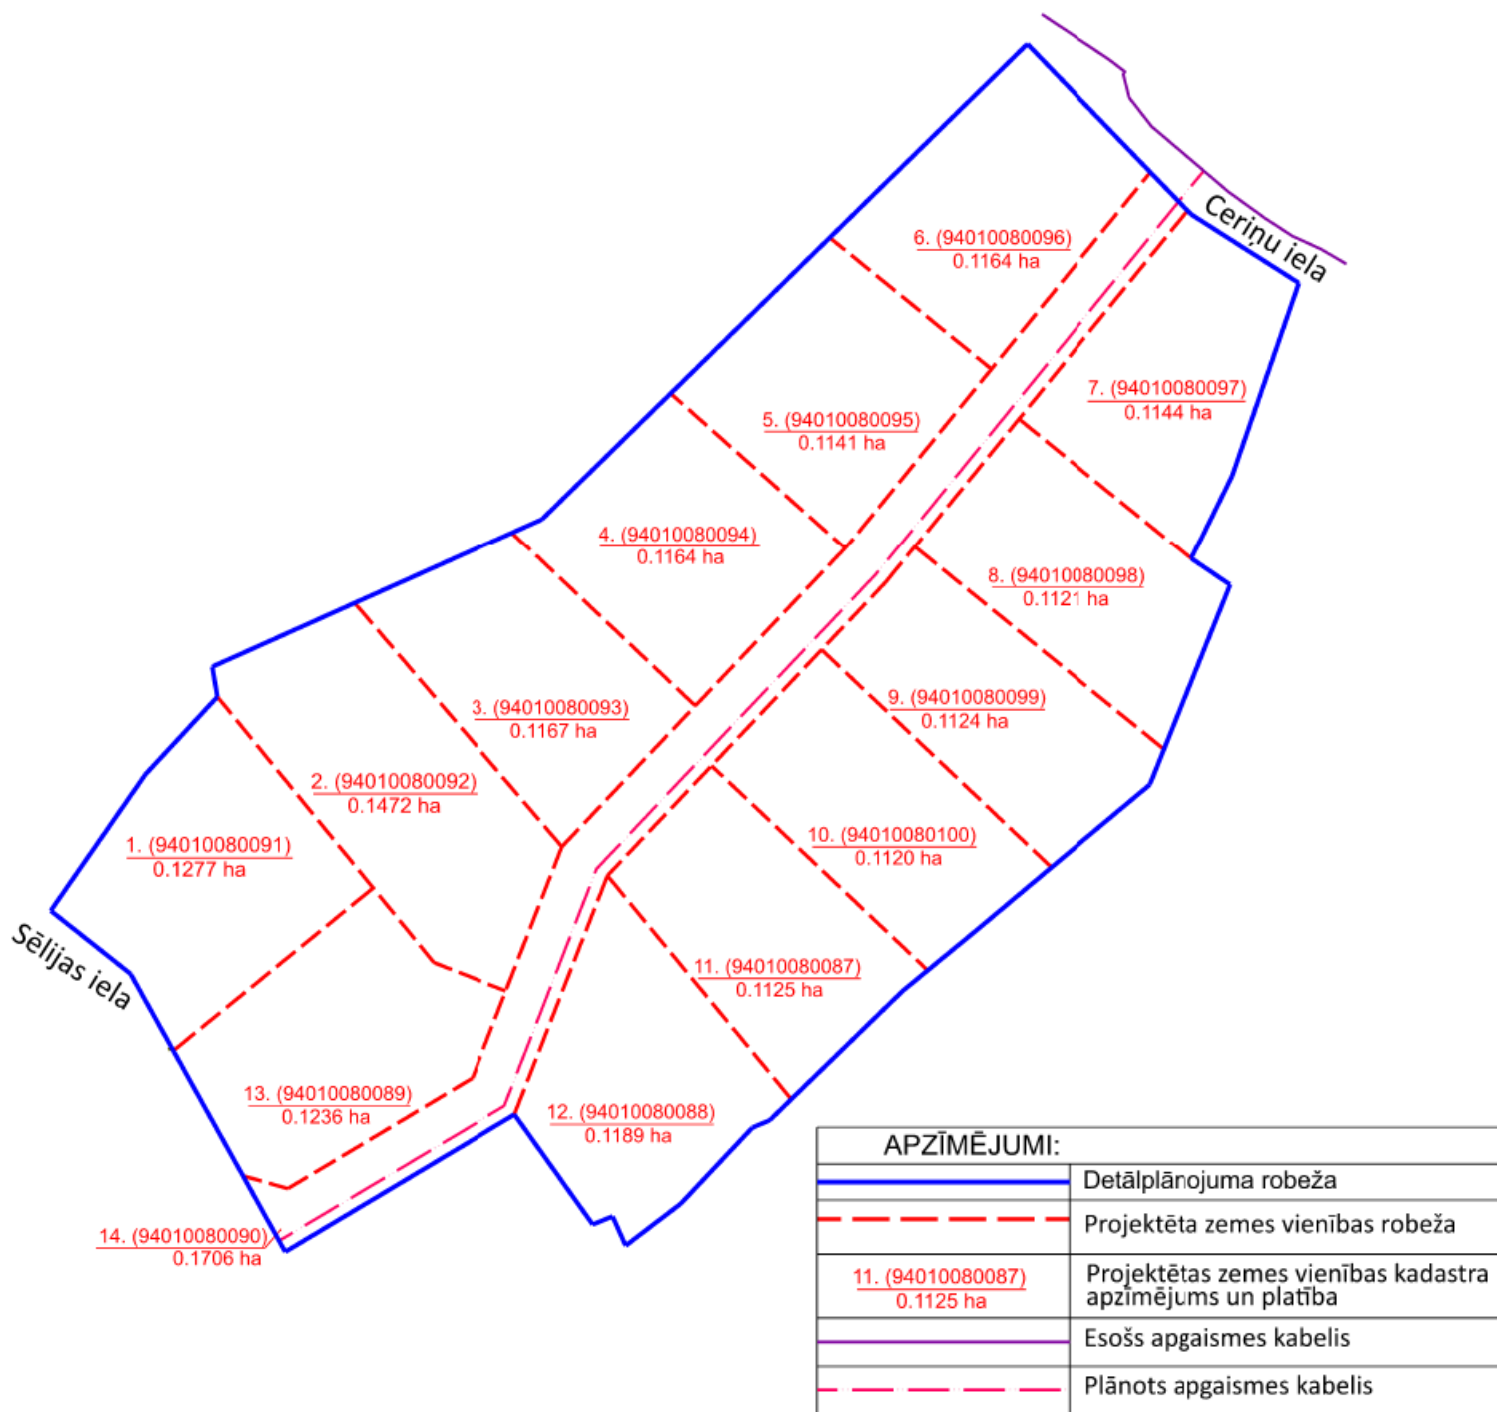 Ceriņu iela
6. (94010080096)
0.1164 ha
7. (94010080097)
0.1144 ha
5. (94010080095)
0.1141 ha
4. (94010080094)
0.1164 ha
8. (94010080098)
0.1121 ha
9. (94010080099)
0.1124 ha
3. (94010080093)
0.1167 ha
2. (94010080092)
0.1472 ha
10. (94010080100)
0.1120 ha
1. (94010080091)
0.1277 ha
Sēlijas iela
11. (94010080087)
0.1125 ha
13. (94010080089)
0.1236 ha
12. (94010080088)
0.1189 ha
14. (94010080090)
0.1706 ha
APZĪMĒJUMI:
Detālplānojuma robeža
Projektēta zemes vienības robeža
11. (94010080087)
0.1125 ha
Projektētas zemes vienības kadastra
apzīmējums un platība
Esošs apgaismes kabelis
Plānots apgaismes kabelis